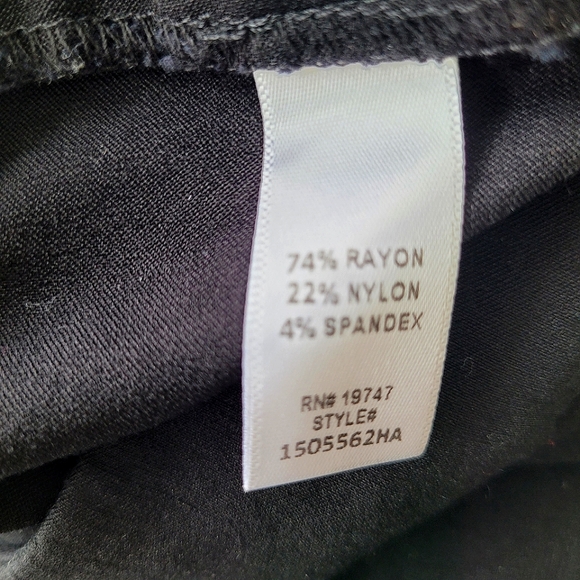 74% RAYON
22% NYLON
4% SPANDEX
RN# 19747
STYLE#
1505562HA